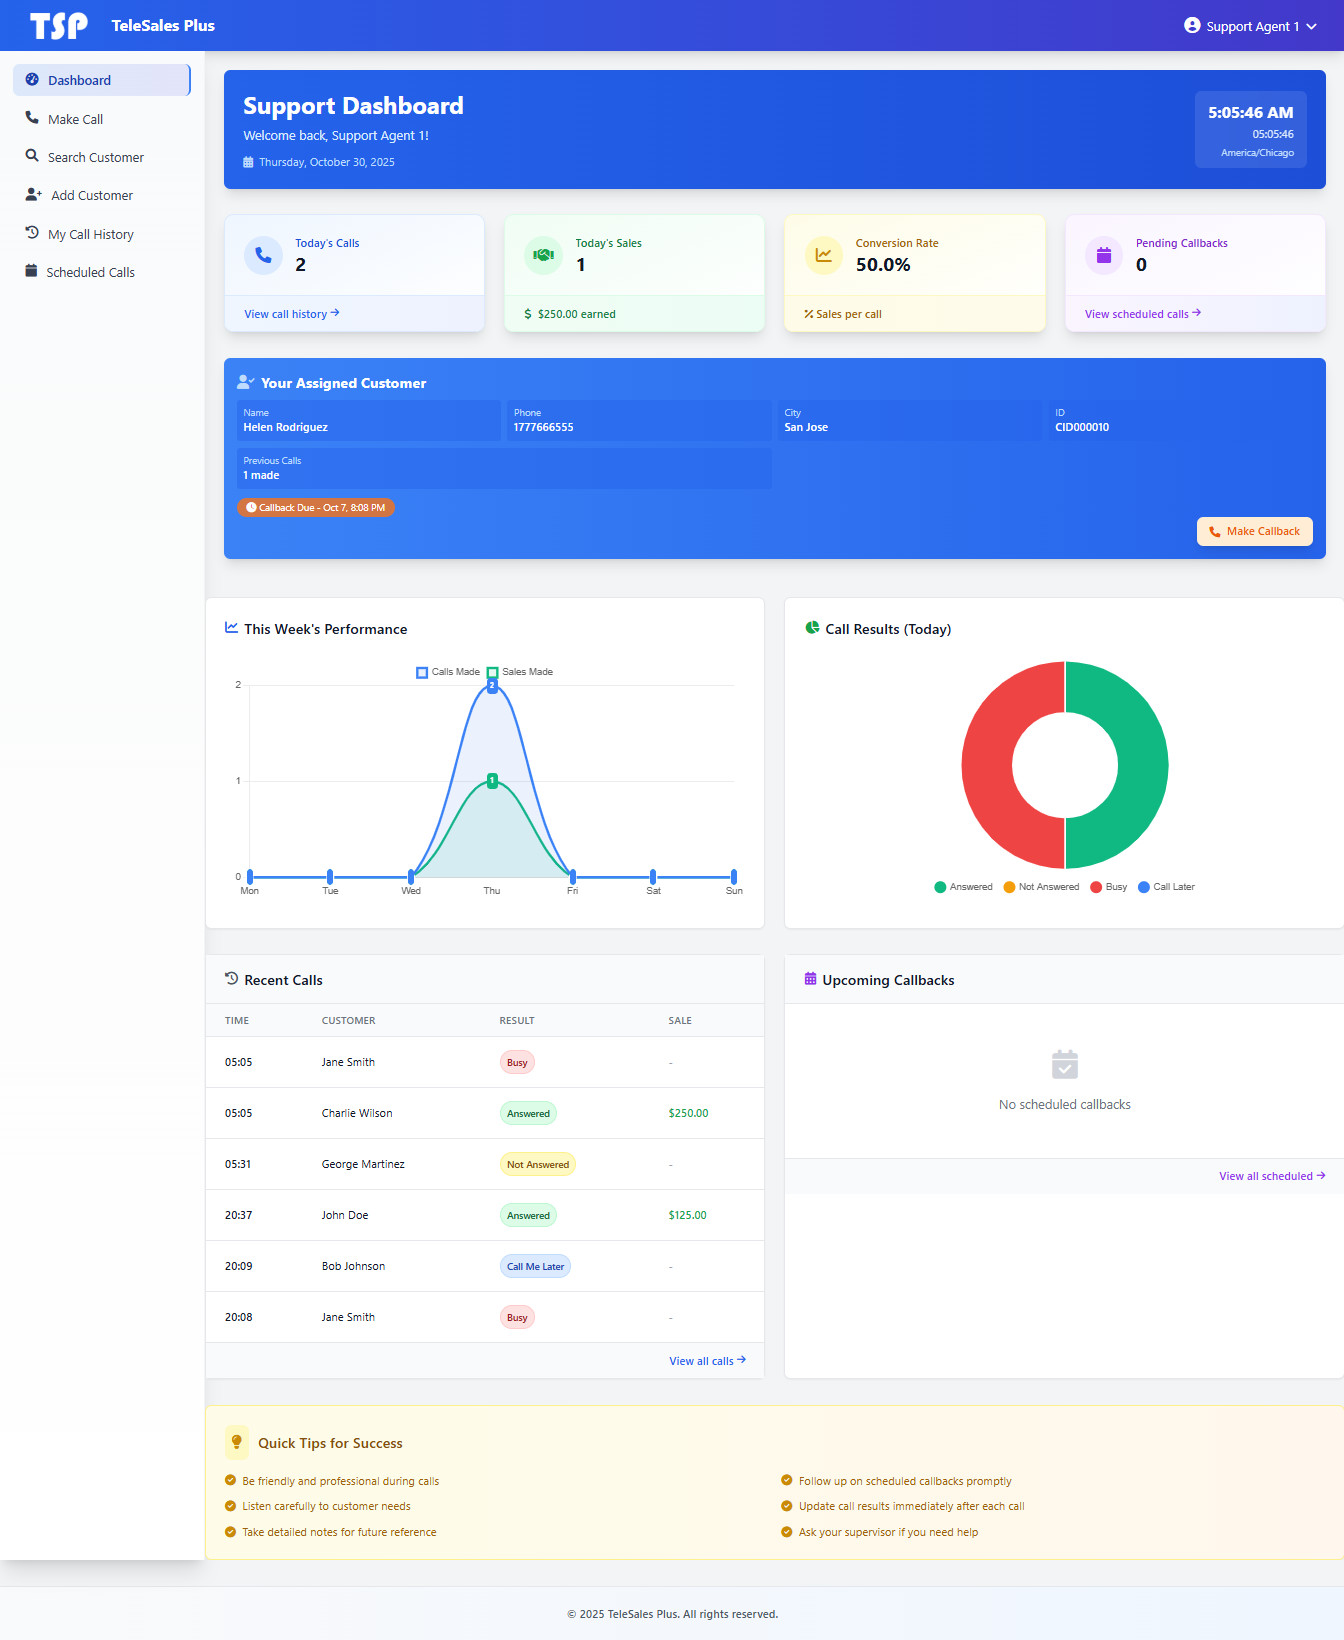 TSP TeleSales Plus
Support Agent 1
Dashboard
Make Call
Search Customer
Add Customer
My Call History
Scheduled Calls
Support Dashboard
Welcome back, Support Agent 1!
Thursday, October 30, 2025
5:05:46 AM
05:05:46
America/Chicago
Today's Calls
2
View call history
Today's Sales
1
$ $250.00 earned
Conversion Rate
50.0%
% Sales per call
Pending Callbacks
0
View scheduled calls
Your Assigned Customer
Name
Helen Rodriguez
Phone
1777666555
City
San Jose
ID
CID000010
Previous Calls
1 made
Callback Due - Oct 7, 8:08 PM
Make Callback
This Week's Performance
Calls Made Sales Made
2
1
0
2
1
Mon Tue Wed Thu Fri Sat Sun
Call Results (Today)
Answered Not Answered Busy Call Later
Recent Calls
TIME CUSTOMER RESULT SALE
05:05 Jane Smith Busy -
05:05 Charlie Wilson Answered $250.00
05:31 George Martinez Not Answered -
20:37 John Doe Answered $125.00
20:09 Bob Johnson Call Me Later -
20:08 Jane Smith Busy -
View all calls
Upcoming Callbacks
No scheduled callbacks
View all scheduled
Quick Tips for Success
Be friendly and professional during calls
Listen carefully to customer needs
Take detailed notes for future reference
Follow up on scheduled callbacks promptly
Update call results immediately after each call
Ask your supervisor if you need help
© 2025 TeleSales Plus. All rights reserved.